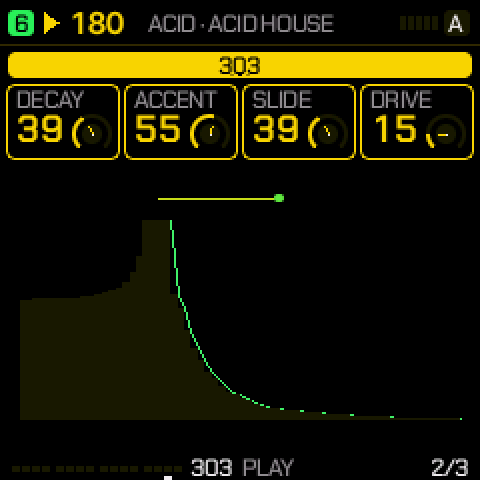 6 180 ACID · ACID HOUSE A
303
DECAY ACCENT SLIDE DRIVE
39 55 39 15
303 PLAY 2/3